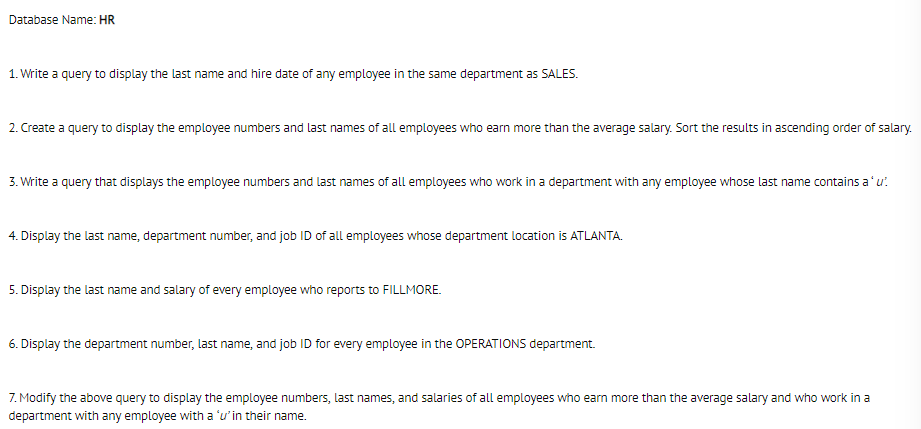 Database Name: HR
1. Write a query to display the last name and hire date of any employee in the same department as SALES.
2. Create a query to display the employee numbers and last names of all employees who earn more than the average salary. Sort the results in ascending order of salary.
3. Write a query that displays the employee numbers and last names of all employees who work in a department with any employee whose last name contains a ‘ u’.
4. Display the last name, department number, and job ID of all employees whose department location is ATLANTA.
5. Display the last name and salary of every employee who reports to FILLMORE.
6. Display the department number, last name, and job ID for every employee in the OPERATIONS department.
7. Modify the above query to display the employee numbers, last names, and salaries of all employees who earn more than the average salary and who work in a
department with any employee with a ‘u’ in their name.